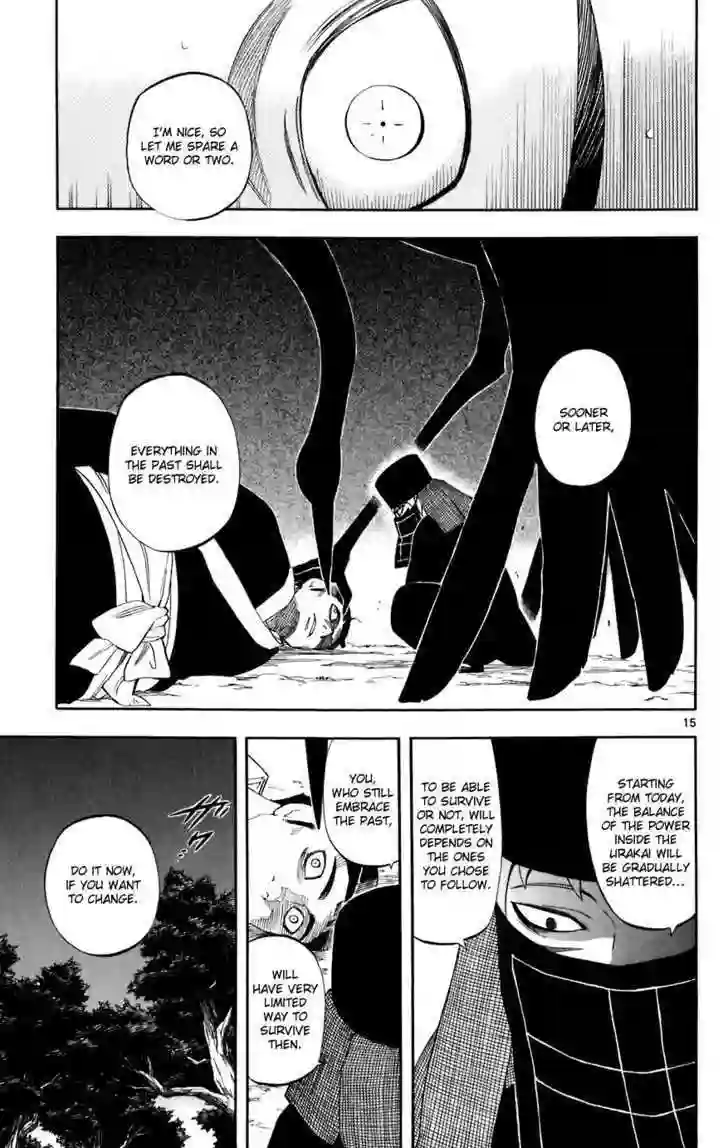 I'M NICE, SO
LET ME SPARE A
WORD OR TWO.
SOONER
OR LATER,
EVERYTHING IN
THE PAST SHALL
BE DESTROYED.
15
STARTING
FROM TODAY,
THE BALANCE
OF THE POWER
INSIDE THE
URAKAI WILL
BE GRADUALLY
SHATTERED...
TO BE ABLE
TO SURVIVE
OR NOT, WILL
COMPLETELY
DEPENDS ON
THE ONES
YOU CHOSE
TO FOLLOW.
YOU,
WHO STILL
EMBRACE
THE PAST,
WILL
HAVE VERY
LIMITED
WAY TO
SURVIVE
THEN.
DO IT NOW,
IF YOU WANT
TO CHANGE.